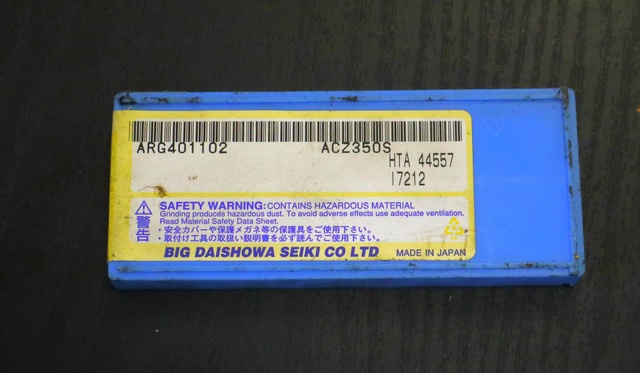 ARG401102 ACZ350S
HTA 44557
17212
SAFETY WARNING: CONTAINS HAZARDOUS MATERIAL
Grinding produces hazardous dust. To avoid adverse effects use adequate ventilation.
Read Material Safety Data Sheet.
警告
・安全カバーや保護メガネ等の保護具をご使用下さい。
・取付け工具の取扱い説明書を必ず読んでご使用下さい。
BIG DAISHOWA SEIKI CO LTD MADE IN JAPAN